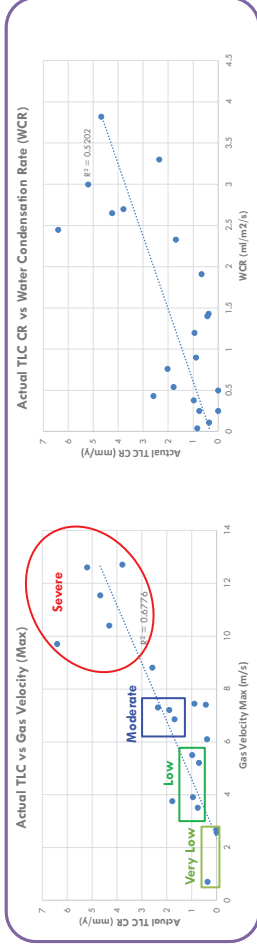 Actual TLC CR vs Gas Velocity (Max)
Actual TLC CR (mm/y)
7
6
5
4
3
2
1
0
Severe
Moderate
Low
Very Low
R² = 0.6776
0
2
4
6
8
10
12
14
Gas Velocity Max (m/s)
Actual TLC CR vs Water Condensation Rate (WCR)
Actual TLC CR (mm/y)
7
6
5
4
3
2
1
0
R² = 0.5202
0
0.5
1
1.5
2
2.5
3
3.5
4
4.5
WCR (ml/m2/s)